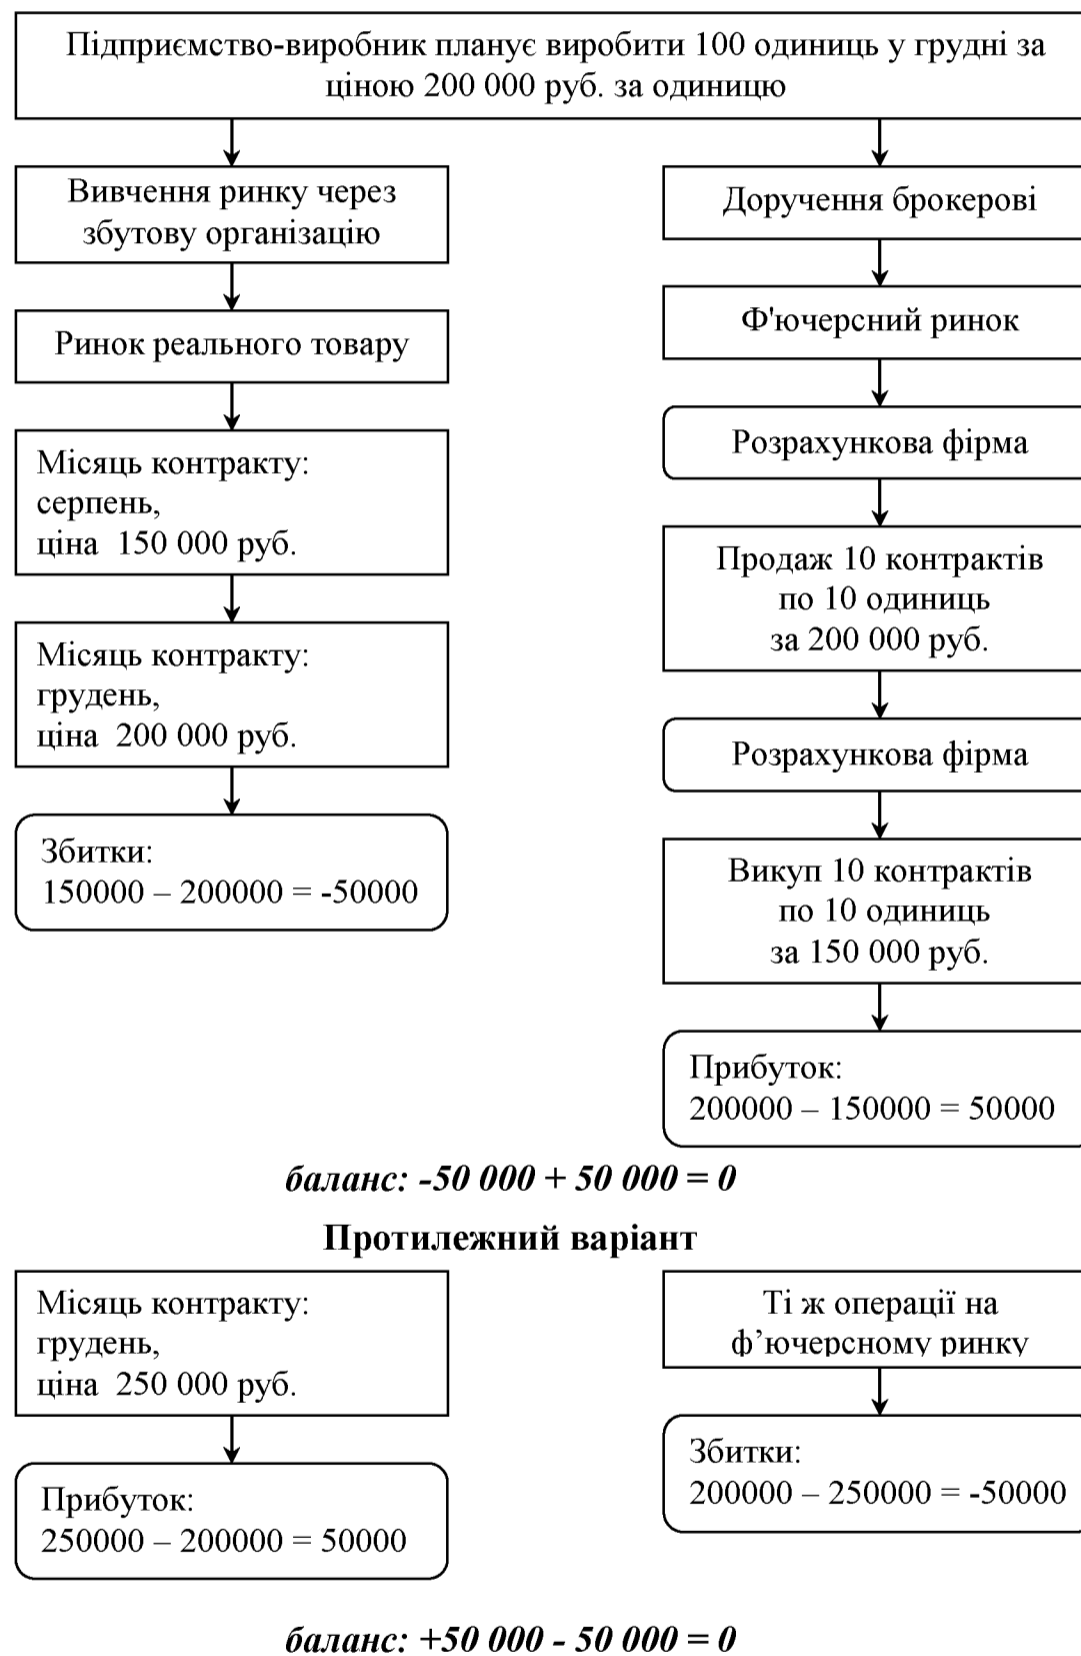 Підприємство-виробник планує виробити 100 одиниць у грудні за
ціною 200 000 руб. за одиницю
Вивчення ринку через
збутову організацію
Ринок реального товару
Місяць контракту:
серпень,
ціна 150 000 руб.
Місяць контракту:
грудень,
ціна 200 000 руб.
Збитки:
150000 – 200000 = -50000
Доручення брокерові
Ф'ючерсний ринок
Розрахункова фірма
Продаж 10 контрактів
по 10 одиниць
за 200 000 руб.
Розрахункова фірма
Викуп 10 контрактів
по 10 одиниць
за 150 000 руб.
Прибуток:
200000 – 150000 = 50000
баланс: -50 000 + 50 000 = 0
Протилежний варіант
Місяць контракту:
грудень,
ціна 250 000 руб.
Прибуток:
250000 – 200000 = 50000
Ті ж операції на
ф’ючерсному ринку
Збитки:
200000 – 250000 = -50000
баланс: +50 000 - 50 000 = 0